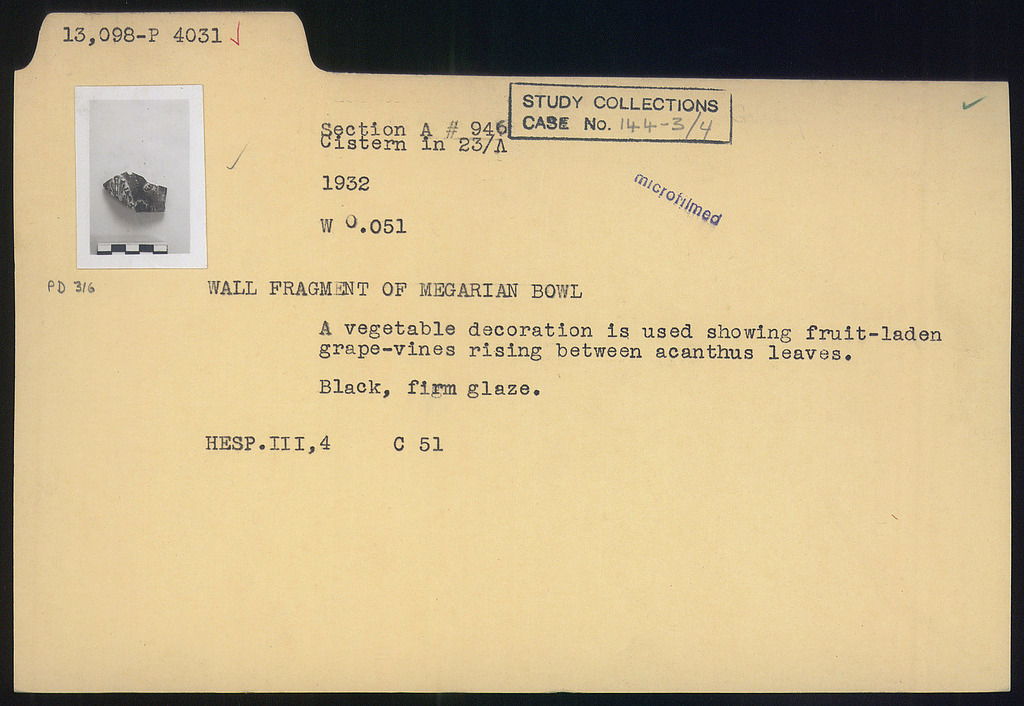 13,098-P 4031
STUDY COLLECTIONS
CASE No. 144-3/4
Section A # 946
Cistern in 23/Λ
1932
microfilmed
W 0.051
PD 316
WALL FRAGMENT OF MEGARIAN BOWL
A vegetable decoration is used showing fruit-laden
grape-vines rising between acanthus leaves.
Black, firm glaze.
HESP.III,4 C 51